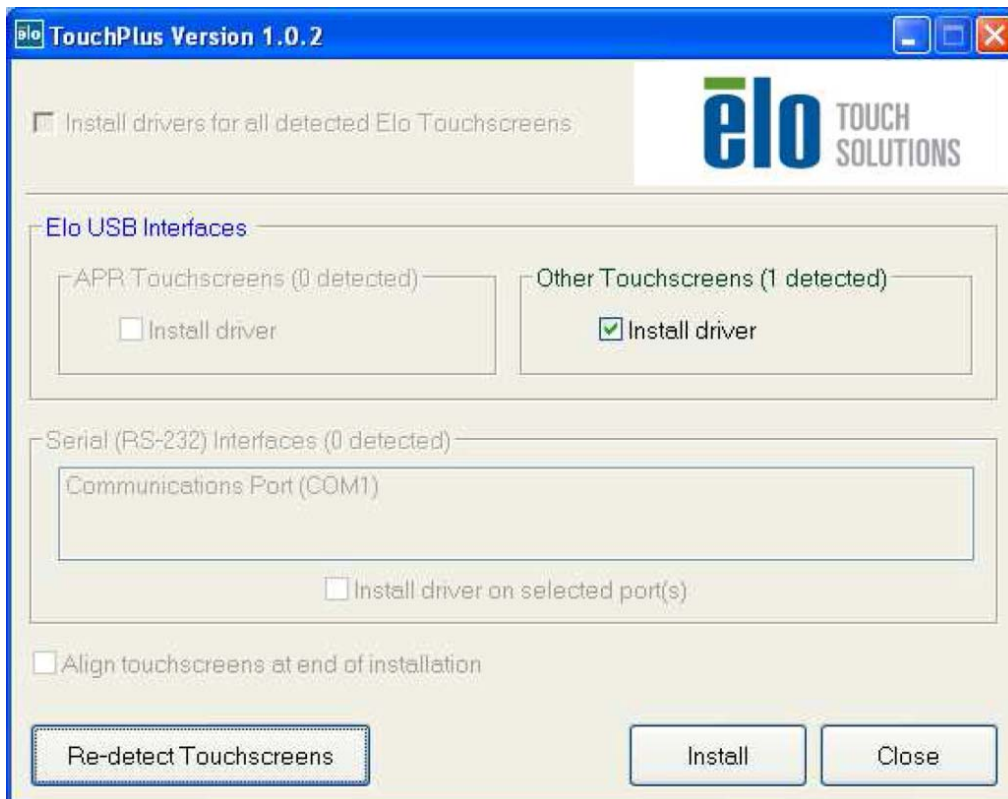 elo TouchPlus Version 1.0.2
Install drivers for all detected Elo Touchscreens
elo TOUCH
SOLUTIONS
Elo USB Interfaces
APR Touchscreens (0 detected)
Other Touchscreens (1 detected)
Install driver
Install driver
Serial (RS-232) Interfaces (0 detected)
Communications Port (COM1)
Install driver on selected port(s)
Align touchscreens at end of installation
Re-detect Touchscreens
Install
Close